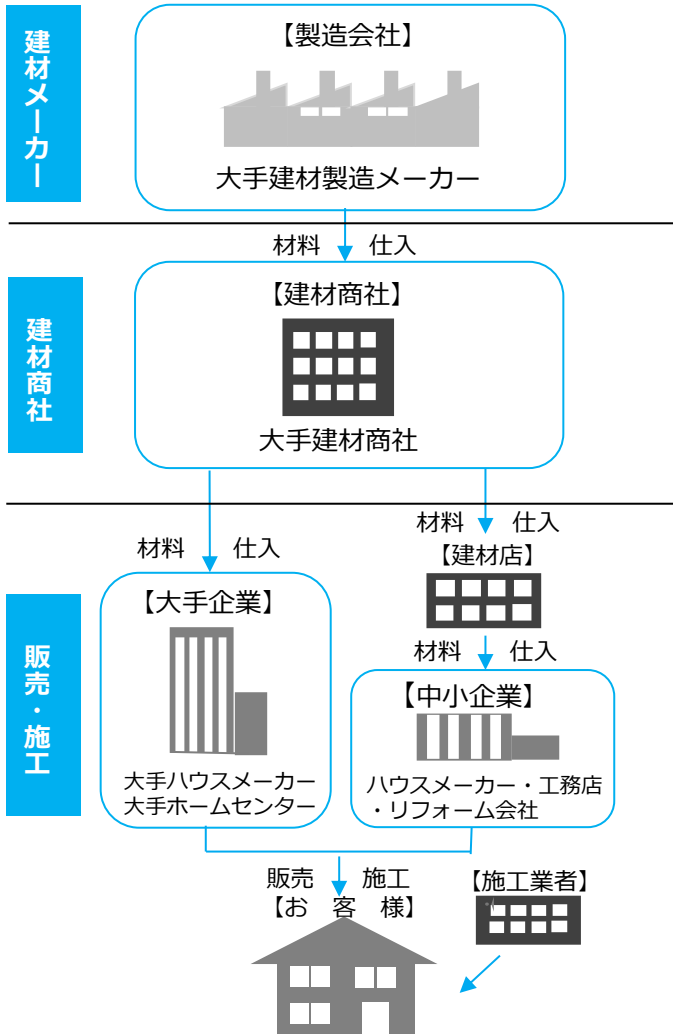 建材メーカー
【製造会社】
大手建材製造メーカー
材料 仕入
建材商社
【建材商社】
大手建材商社
材料 仕入
【建材店】
材料 仕入
販売・施工
【大手企業】
大手ハウスメーカー
大手ホームセンター
材料 仕入
【中小企業】
ハウスメーカー・工務店
・リフォーム会社
販売 施工
【お 客 様】
【施工業者】